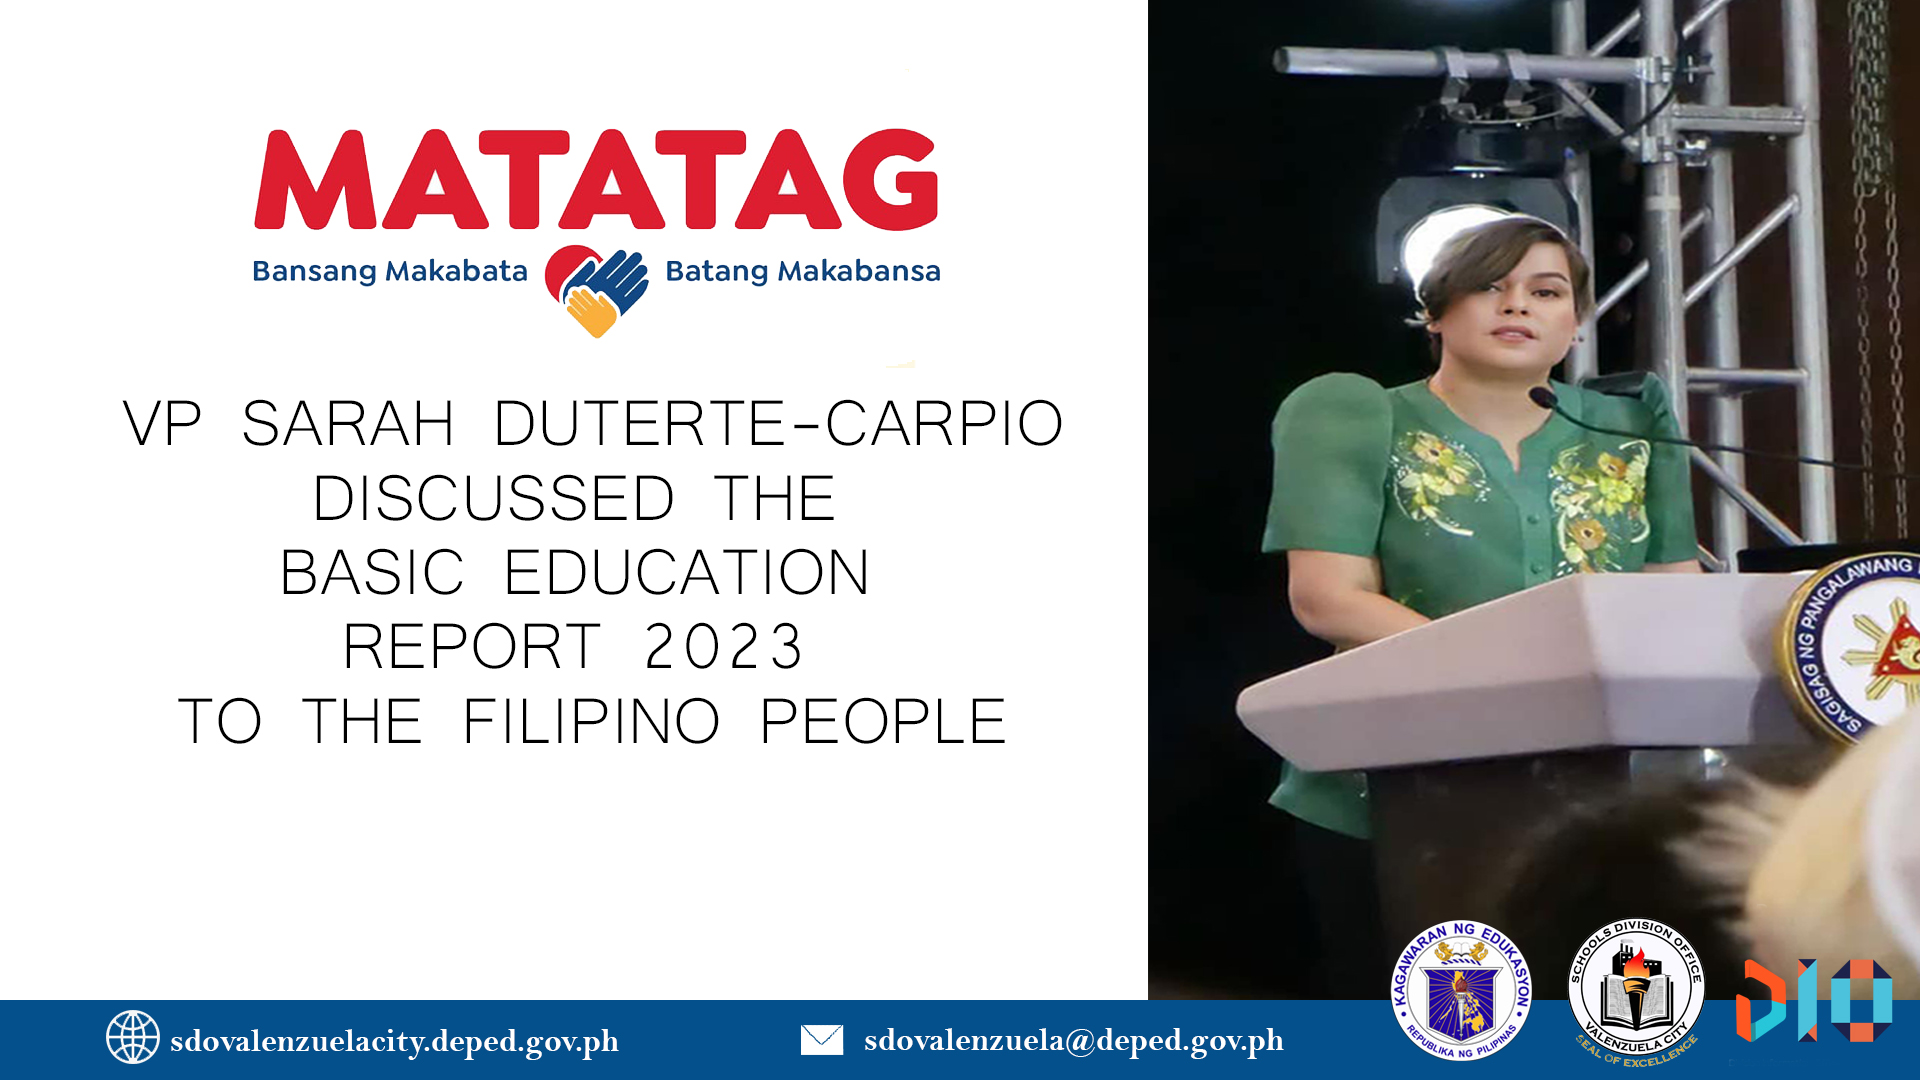 MATATAG
Bansang Makabata Batang Makabansa
VP SARAH DUTERTE-CARPIO
DISCUSSED THE
BASIC EDUCATION
REPORT 2023
TO THE FILIPINO PEOPLE
SAGISAG NG PANGALAWANG
KAGAWARAN NG EDUKASYON
REPUBLIKA NG PILIPINAS
SCHOOLS DIVISION OFFICE
VALENZUELA CITY
SEAL OF EXCELLENCE
DIO
sdovalenzuelacity.deped.gov.ph
sdovalenzuela@deped.gov.ph